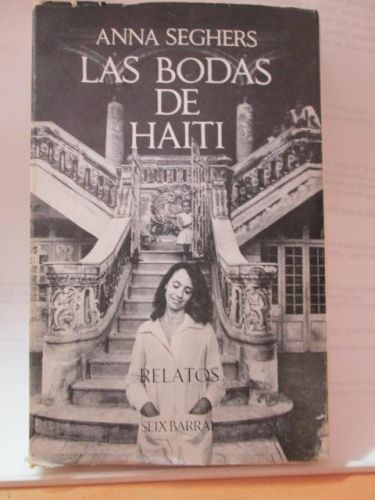 ANNA SEGHERS
LAS BODAS
DE
HAITI
RELATOS
SEIX BARRAL